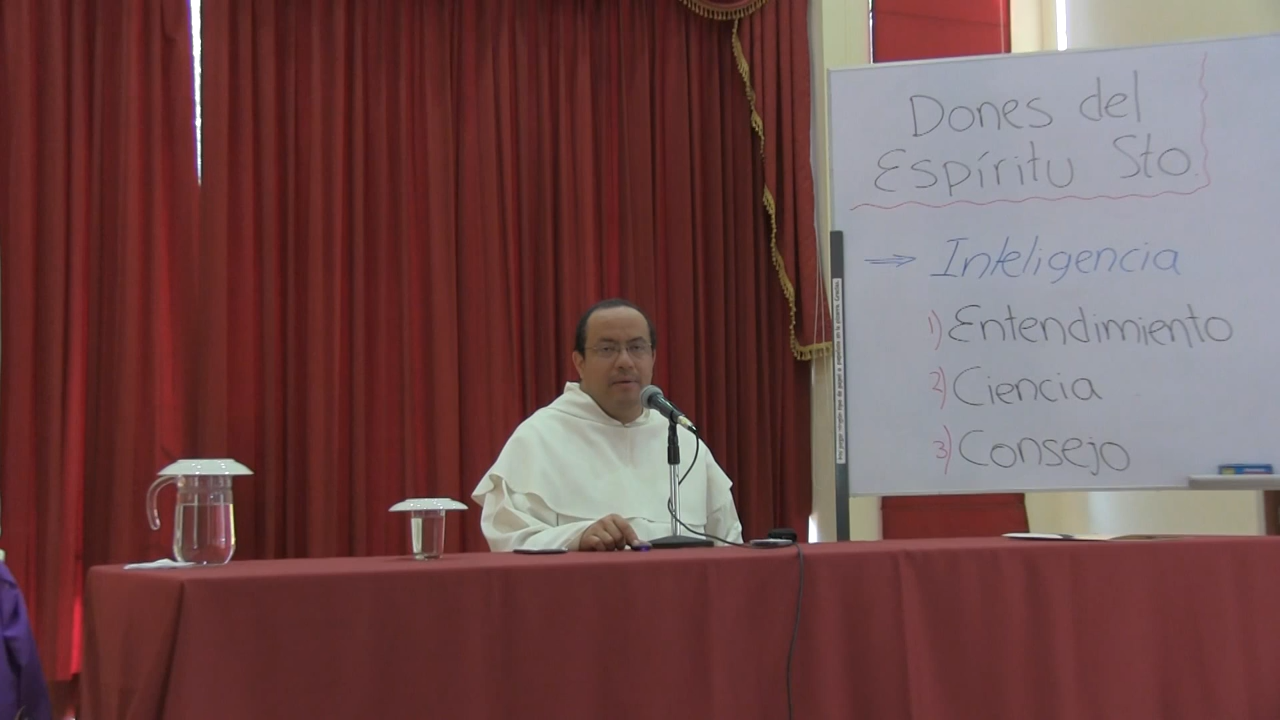 Dones del
Espíritu Sto.
⇒ Inteligencia
1) Entendimiento
2) Ciencia
3) Consejo